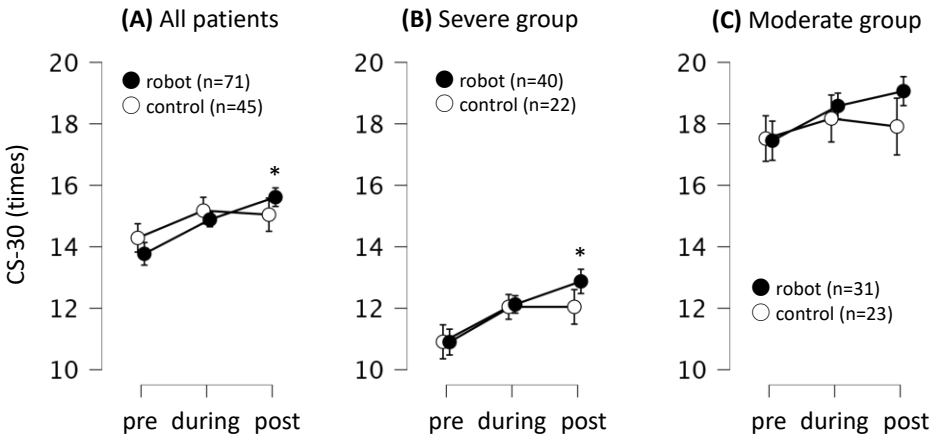 (A) All patients
(B) Severe group
(C) Moderate group
CS-30 (times)
20
18
16
14
12
10
robot (n=71)
control (n=45)
*
pre during post
20
18
16
14
12
10
robot (n=40)
control (n=22)
*
pre during post
20
18
16
14
12
10
robot (n=31)
control (n=23)
pre during post